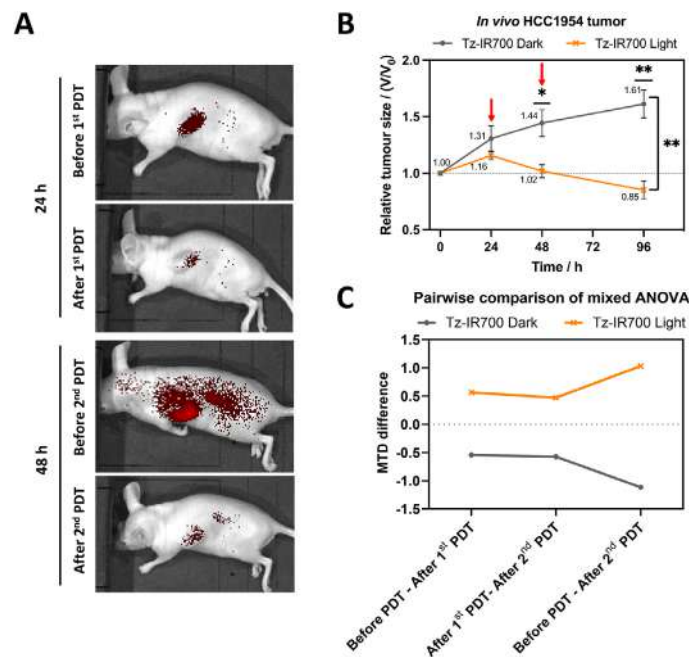 A
24 h
Before 1st PDT
After 1st PDT
48 h
Before 2nd PDT
After 2nd PDT
B
In vivo HCC1954 tumor
Tz-IR700 Dark
Tz-IR700 Light
Relative tumour size / (V/V0)
2.0
1.5
1.0
0.5
1.00
1.31
1.16
1.44
1.02
1.61
0.85
*
**
**
0 24 48 72 96
Time / h
C
Pairwise comparison of mixed ANOVA
Tz-IR700 Dark
Tz-IR700 Light
MTD difference
1.5
1.0
0.5
0.0
-0.5
-1.0
-1.5
Before PDT - After 1st PDT
After 1st PDT- After 2nd PDT
Before PDT - After 2nd PDT